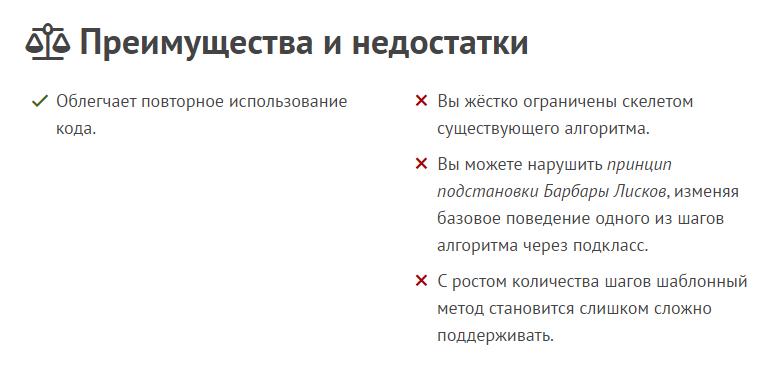 Преимущества и недостатки
Облегчает повторное использование
кода.
Вы жёстко ограничены скелетом
существующего алгоритма.
Вы можете нарушить принцип
подстановки Барбары Лисков, изменяя
базовое поведение одного из шагов
алгоритма через подкласс.
С ростом количества шагов шаблонный
метод становится слишком сложно
поддерживать.